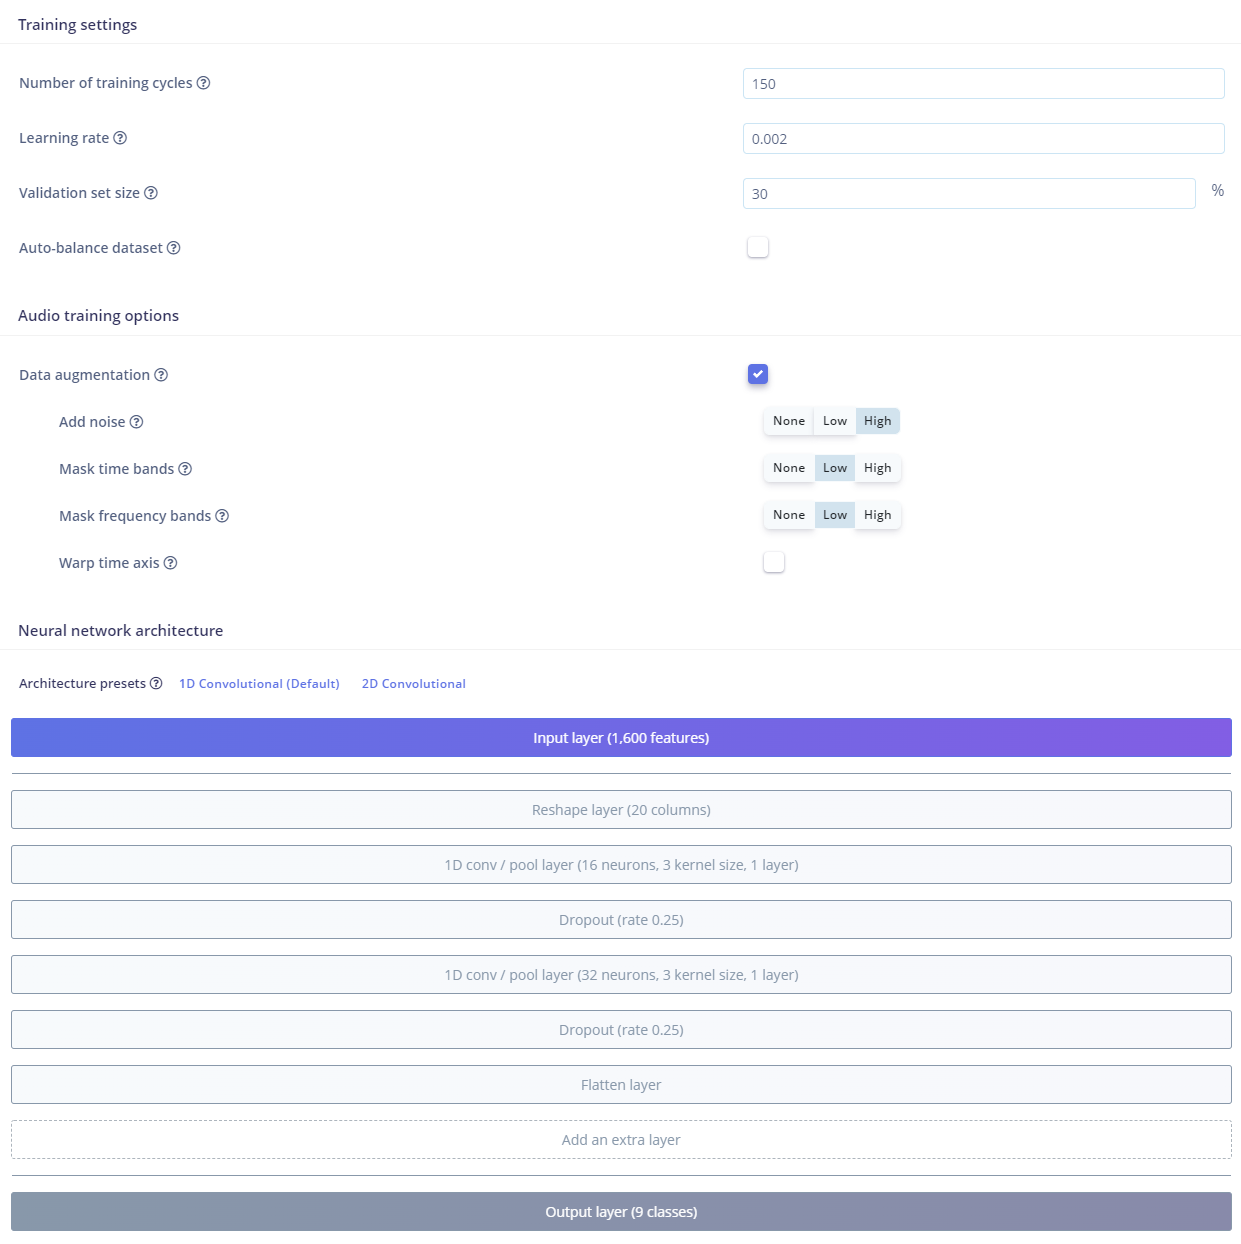 Training settings
Number of training cycles
150
Learning rate
0.002
Validation set size
30
%
Auto-balance dataset
Audio training options
Data augmentation
Add noise
None Low High
Mask time bands
None Low High
Mask frequency bands
None Low High
Warp time axis
Neural network architecture
Architecture presets 1D Convolutional (Default) 2D Convolutional
Input layer (1,600 features)
Reshape layer (20 columns)
1D conv / pool layer (16 neurons, 3 kernel size, 1 layer)
Dropout (rate 0.25)
1D conv / pool layer (32 neurons, 3 kernel size, 1 layer)
Dropout (rate 0.25)
Flatten layer
Add an extra layer
Output layer (9 classes)